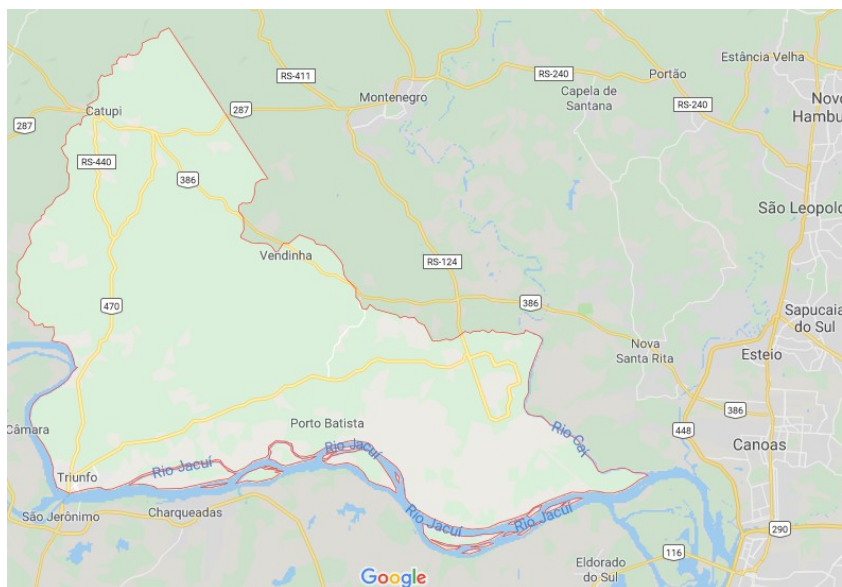 RS-411
RS-240
Portão
Estância Velha
Montenegro
Capela de
Santana
RS-240
Novo
Hambu
Catupi
287
287
RS-440
386
São Leopol
Vendinha
RS-124
470
386
Sapucaia
do Sul
Nova
Santa Rita
Esteio
386
Câmara
Porto Batista
Rio Jacuí
Rio Caí
448
Canoas
Triunfo
Rio Jacuí
São Jerônimo
Charqueadas
Rio Jacuí
Rio Jacuí
290
116
Eldorado
do Sul
Google